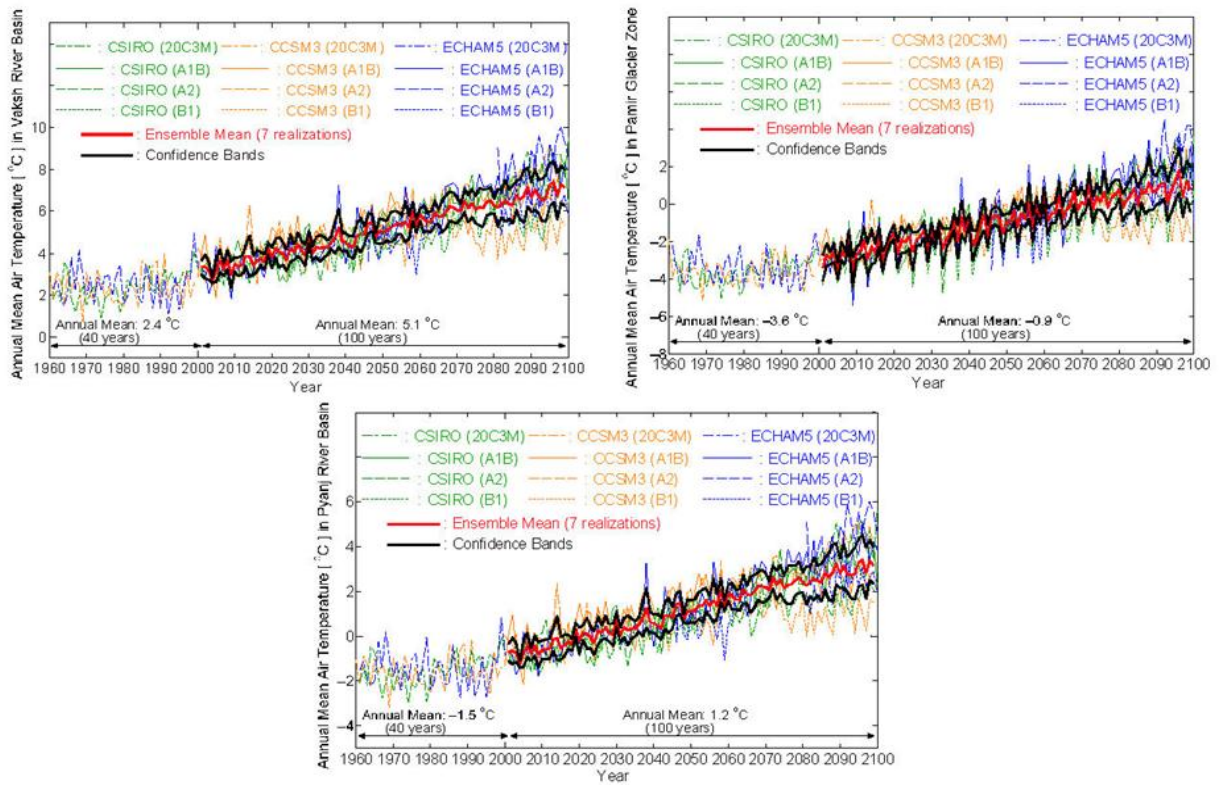 Annual Mean Air Temperature [ °C ] in Vaksh River Basin
: CSIRO (20C3M) : CCSM3 (20C3M) : ECHAM5 (20C3M)
: CSIRO (A1B) : CCSM3 (A1B) : ECHAM5 (A1B)
: CSIRO (A2) : CCSM3 (A2) : ECHAM5 (A2)
: CSIRO (B1) : CCSM3 (B1) : ECHAM5 (B1)
: Ensemble Mean (7 realizations)
: Confidence Bands
10
8
6
4
2
0
Annual Mean: 2.4 °C
(40 years)
Annual Mean: 5.1 °C
(100 years)
1960 1970 1980 1990 2000 2010 2020 2030 2040 2050 2060 2070 2080 2090 2100
Year
Annual Mean Air Temperature [ °C ] in Pamir Glacier Zone
: CSIRO (20C3M) : CCSM3 (20C3M) : ECHAM5 (20C3M)
: CSIRO (A1B) : CCSM3 (A1B) : ECHAM5 (A1B)
: CSIRO (A2) : CCSM3 (A2) : ECHAM5 (A2)
: CSIRO (B1) : CCSM3 (B1) : ECHAM5 (B1)
: Ensemble Mean (7 realizations)
: Confidence Bands
4
2
0
−2
−4
−6
−8
Annual Mean: −3.6 °C
(40 years)
Annual Mean: −0.9 °C
(100 years)
1960 1970 1980 1990 2000 2010 2020 2030 2040 2050 2060 2070 2080 2090 2100
Year
Annual Mean Air Temperature [ °C ] in Pyanj River Basin
: CSIRO (20C3M) : CCSM3 (20C3M) : ECHAM5 (20C3M)
: CSIRO (A1B) : CCSM3 (A1B) : ECHAM5 (A1B)
: CSIRO (A2) : CCSM3 (A2) : ECHAM5 (A2)
: CSIRO (B1) : CCSM3 (B1) : ECHAM5 (B1)
: Ensemble Mean (7 realizations)
: Confidence Bands
6
4
2
0
−2
−4
Annual Mean: −1.5 °C
(40 years)
Annual Mean: 1.2 °C
(100 years)
1960 1970 1980 1990 2000 2010 2020 2030 2040 2050 2060 2070 2080 2090 2100
Year